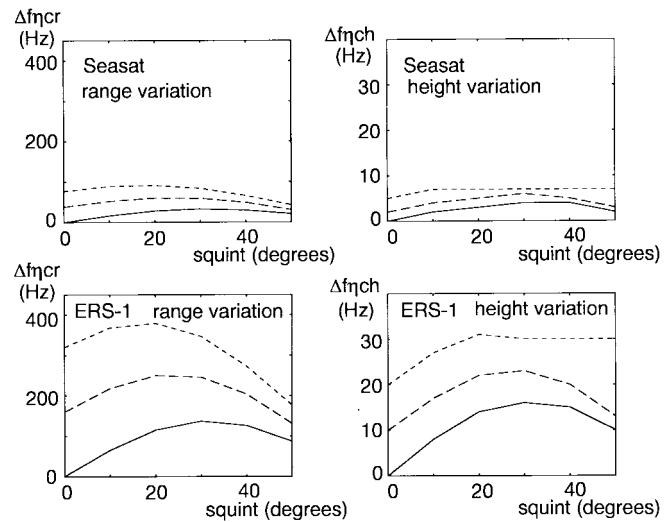 Δfηcr
(Hz)
400
200
0
Seasat
range variation
0 20 40
squint (degrees)
Δfηch
(Hz)
30
20
10
0
Seasat
height variation
0 20 40
squint (degrees)
Δfηcr
(Hz)
400
200
0
ERS-1 range variation
0 20 40
squint (degrees)
Δfηch
(Hz)
30
20
10
0
ERS-1 height variation
0 20 40
squint (degrees)